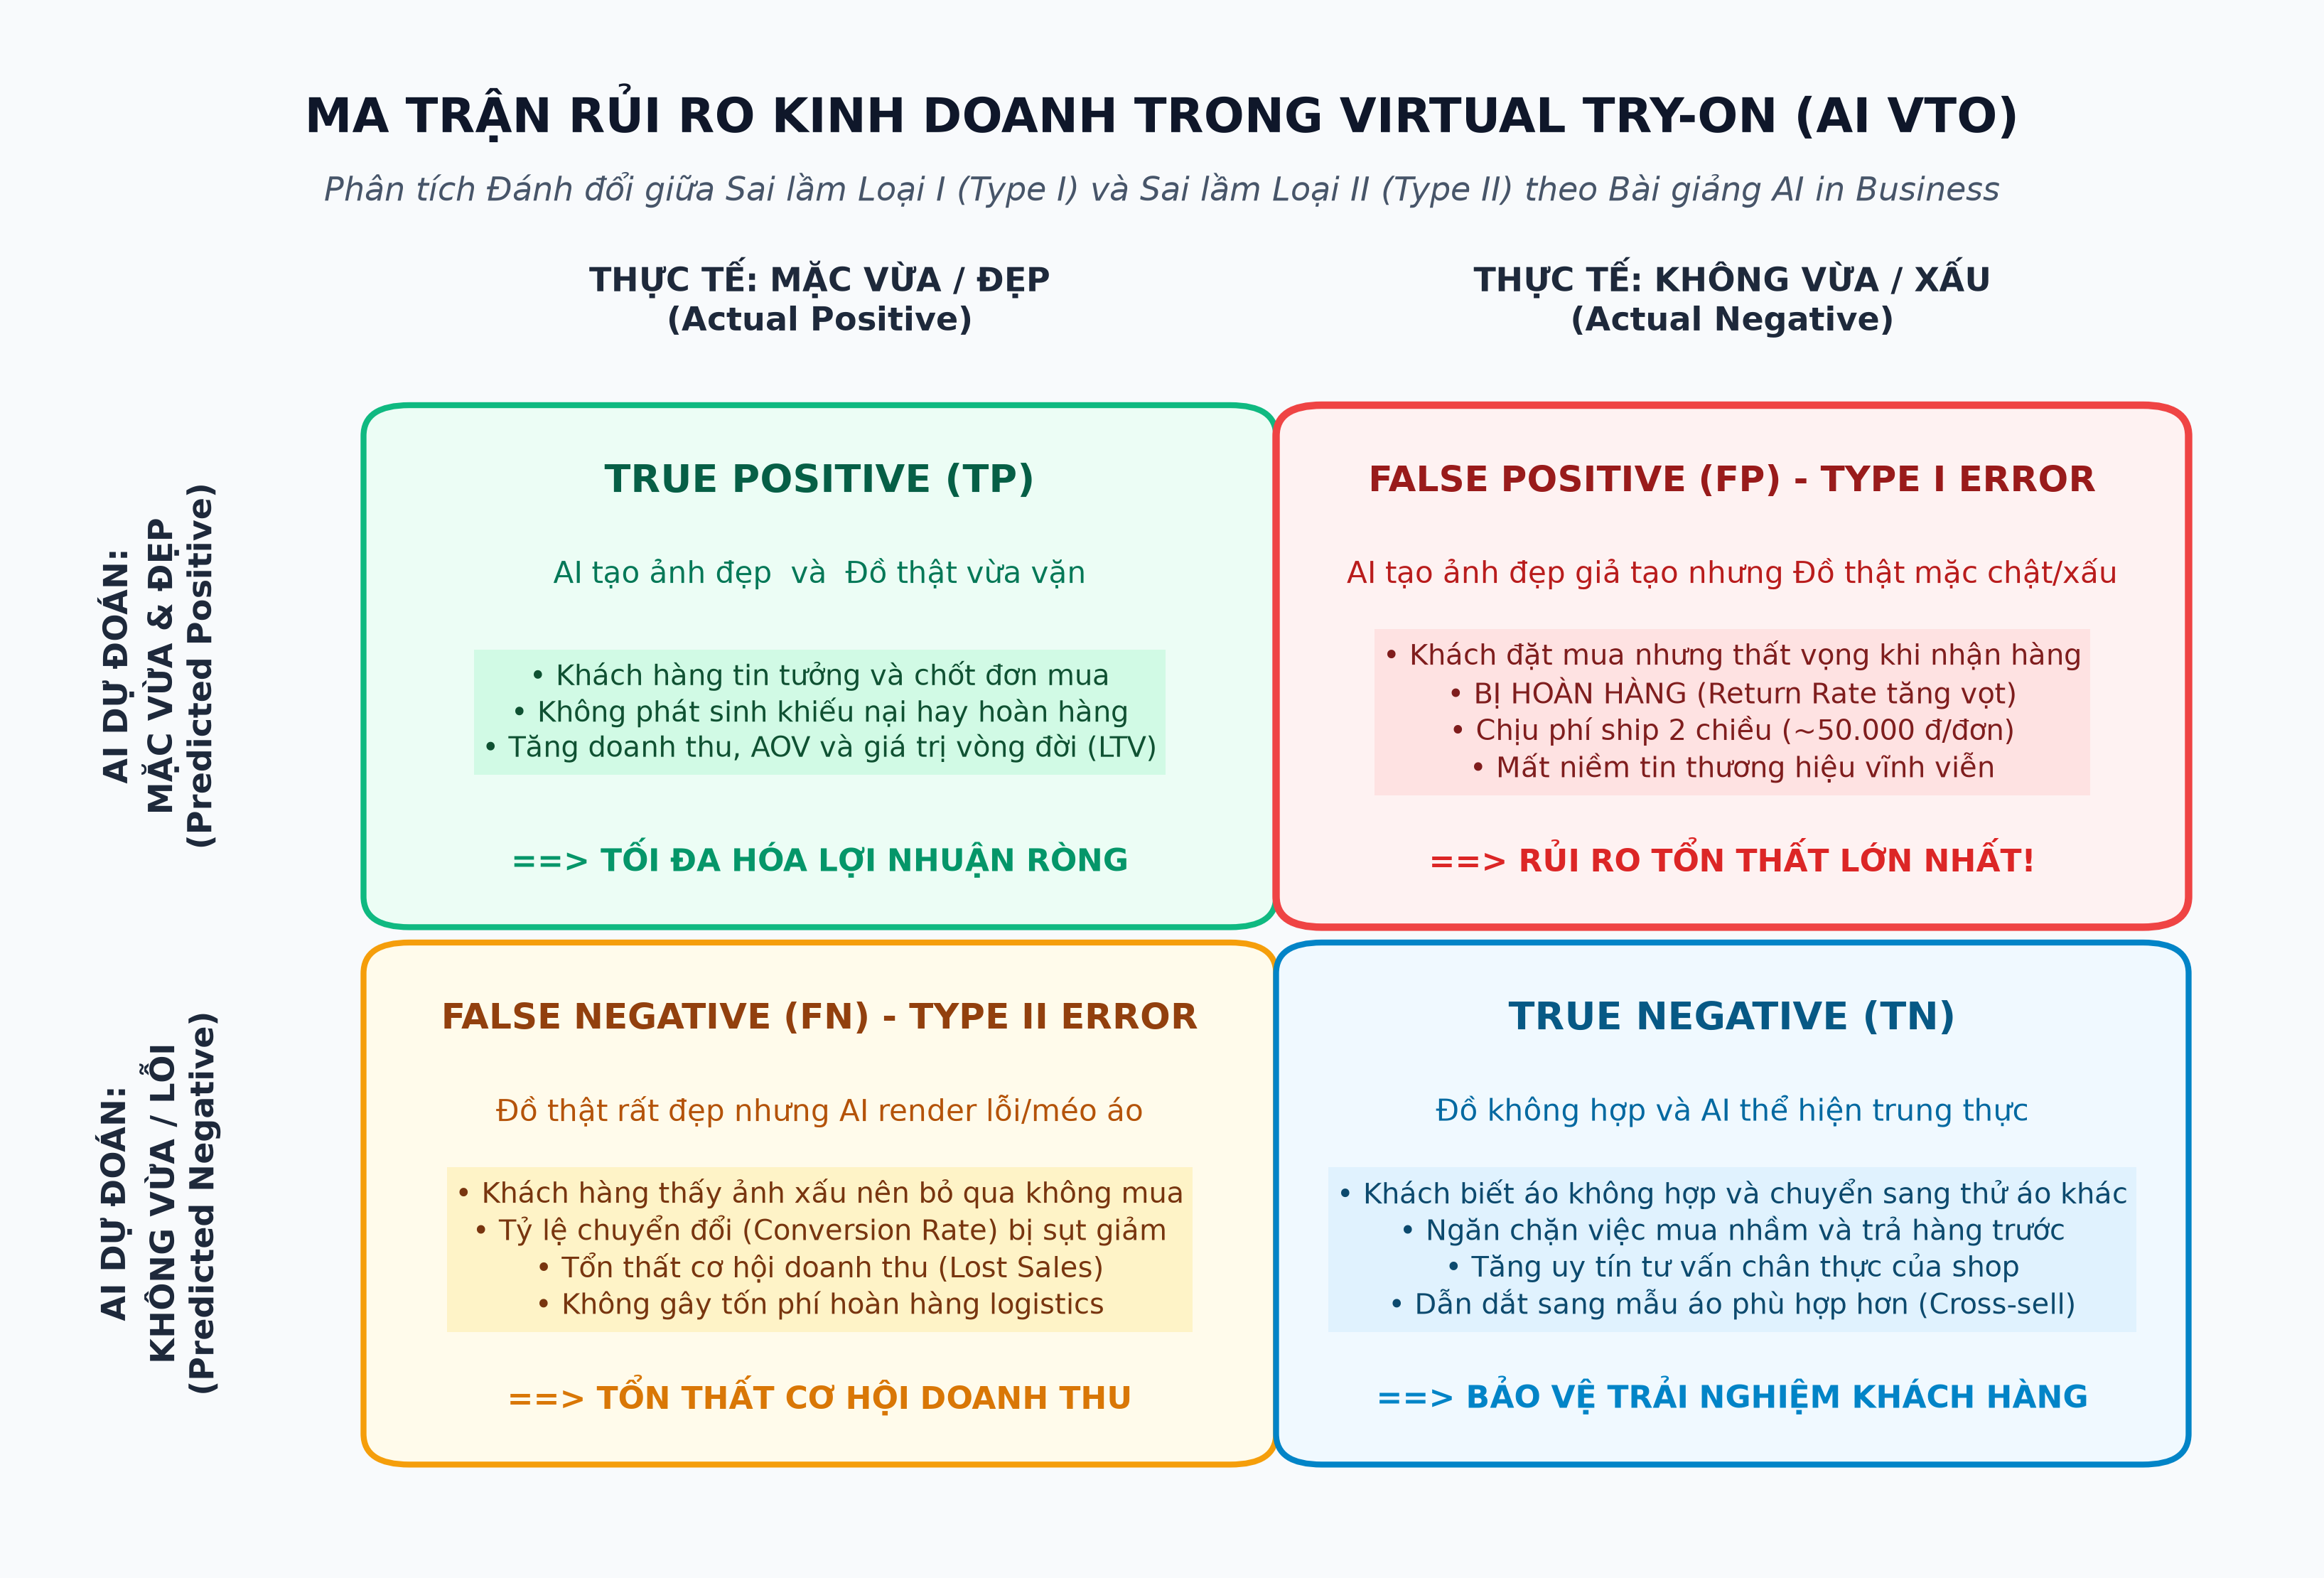 MA TRẬN RỦI RO KINH DOANH TRONG VIRTUAL TRY-ON (AI VTO)
Phân tích Đánh đổi giữa Sai lầm Loại I (Type I) và Sai lầm Loại II (Type II) theo Bài giảng AI in Business
THỰC TẾ: MẶC VỪA / ĐẸP
(Actual Positive)
THỰC TẾ: KHÔNG VỪA / XẤU
(Actual Negative)
AI DỰ ĐOÁN:
MẶC VỪA & ĐẸP
(Predicted Positive)
TRUE POSITIVE (TP)
AI tạo ảnh đẹp và Đồ thật vừa vặn
• Khách hàng tin tưởng và chốt đơn mua
• Không phát sinh khiếu nại hay hoàn hàng
• Tăng doanh thu, AOV và giá trị vòng đời (LTV)
==> TỐI ĐA HÓA LỢI NHUẬN RÒNG
FALSE POSITIVE (FP) - TYPE I ERROR
AI tạo ảnh đẹp giả tạo nhưng Đồ thật mặc chật/xấu
• Khách đặt mua nhưng thất vọng khi nhận hàng
• BỊ HOÀN HÀNG (Return Rate tăng vọt)
• Chịu phí ship 2 chiều (~50.000 đ/đơn)
• Mất niềm tin thương hiệu vĩnh viễn
==> RỦI RO TỔN THẤT LỚN NHẤT!
AI DỰ ĐOÁN:
KHÔNG VỪA / LỖI
(Predicted Negative)
FALSE NEGATIVE (FN) - TYPE II ERROR
Đồ thật rất đẹp nhưng AI render lỗi/méo áo
• Khách hàng thấy ảnh xấu nên bỏ qua không mua
• Tỷ lệ chuyển đổi (Conversion Rate) bị sụt giảm
• Tổn thất cơ hội doanh thu (Lost Sales)
• Không gây tốn phí hoàn hàng logistics
==> TỔN THẤT CƠ HỘI DOANH THU
TRUE NEGATIVE (TN)
Đồ không hợp và AI thể hiện trung thực
• Khách biết áo không hợp và chuyển sang thử áo khác
• Ngăn chặn việc mua nhầm và trả hàng trước
• Tăng uy tín tư vấn chân thực của shop
• Dẫn dắt sang mẫu áo phù hợp hơn (Cross-sell)
==> BẢO VỆ TRẢI NGHIỆM KHÁCH HÀNG